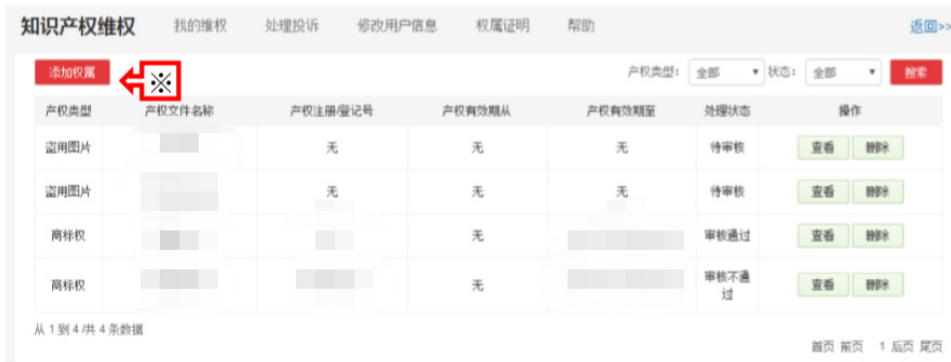 知识产权维权 我的维权 处理投诉 修改用户信息 权属证明 帮助 返回>>
添加权属 ※ 产权类型: 全部 状态: 全部 搜索
产权类型 产权文件名称 产权注册/登记号 产权有效期从 产权有效期至 处理状态 操作
盗用图片 无 无 无 待审核 查看 删除
盗用图片 无 无 无 待审核 查看 删除
商标权 无 审核通过 查看 删除
商标权 无 审核不通 查看 删除
过
从 1 到 4 /共 4 条数据
首页 前页 1 后页 尾页